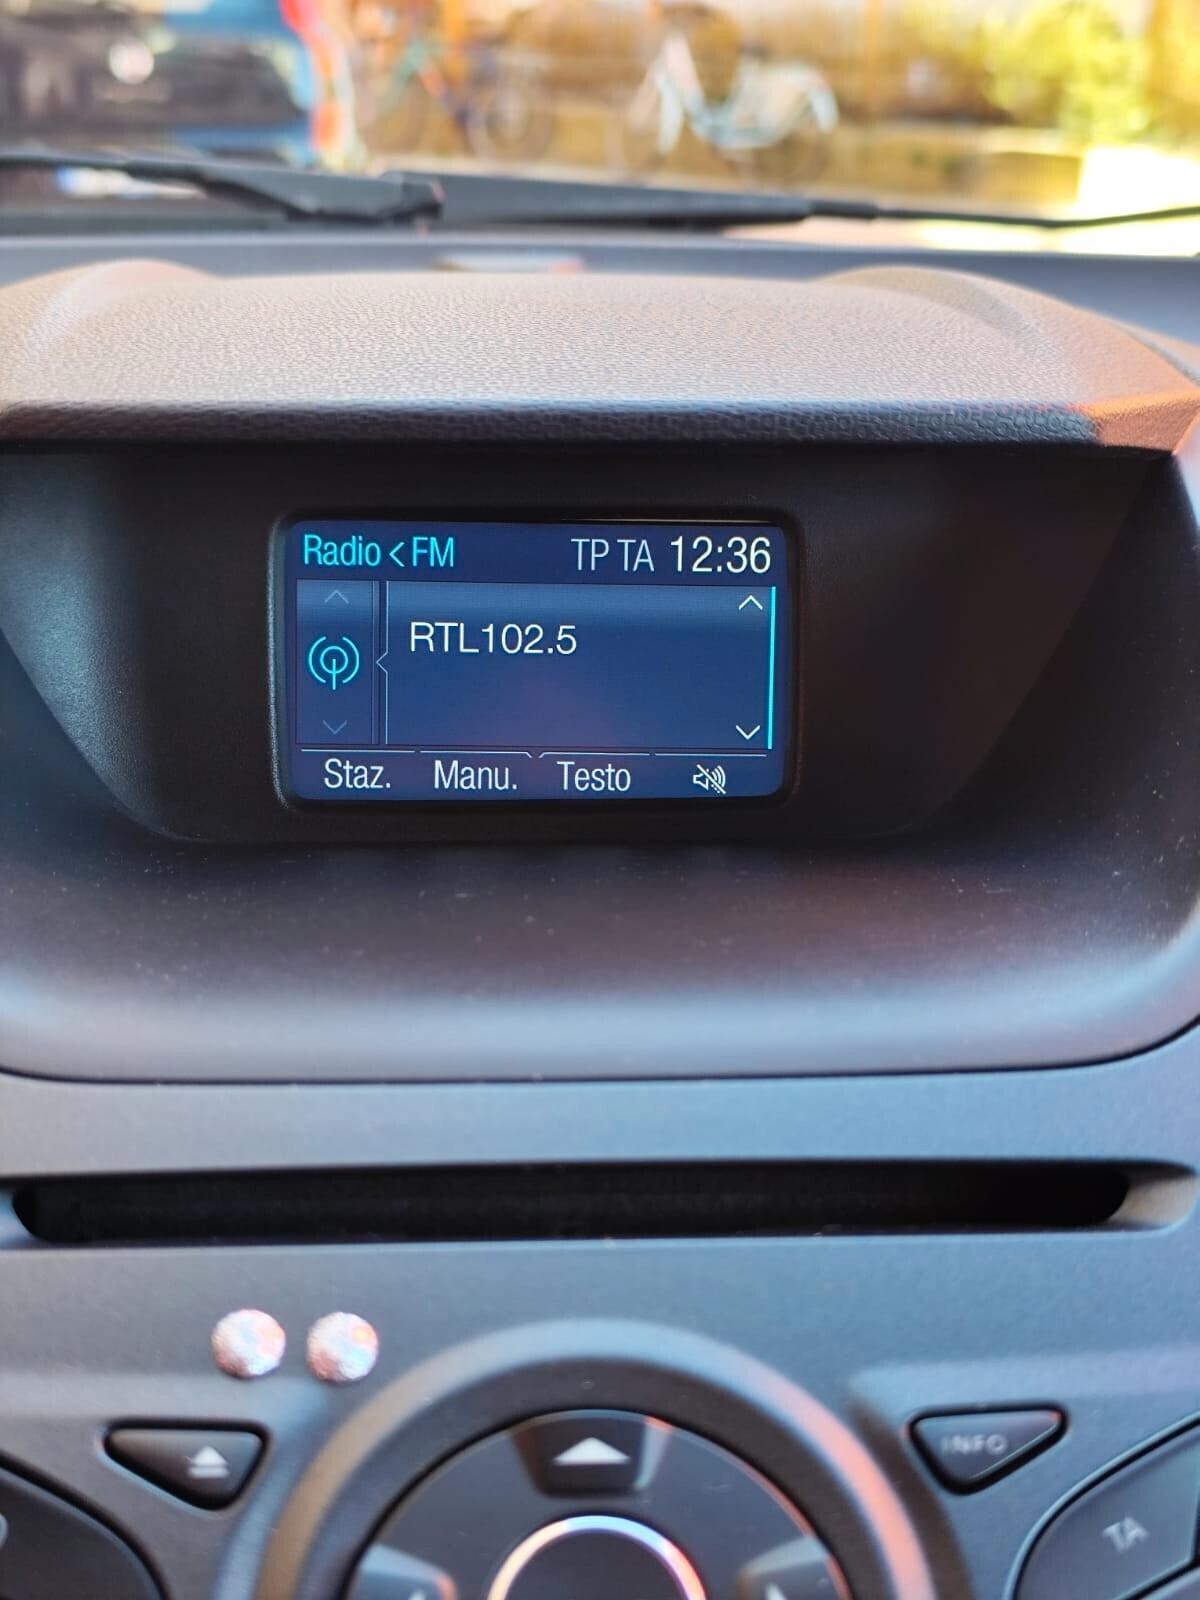 Radio < FM TP TA 12:36
RTL102.5
Staz. Manu. Testo
INFO
TA